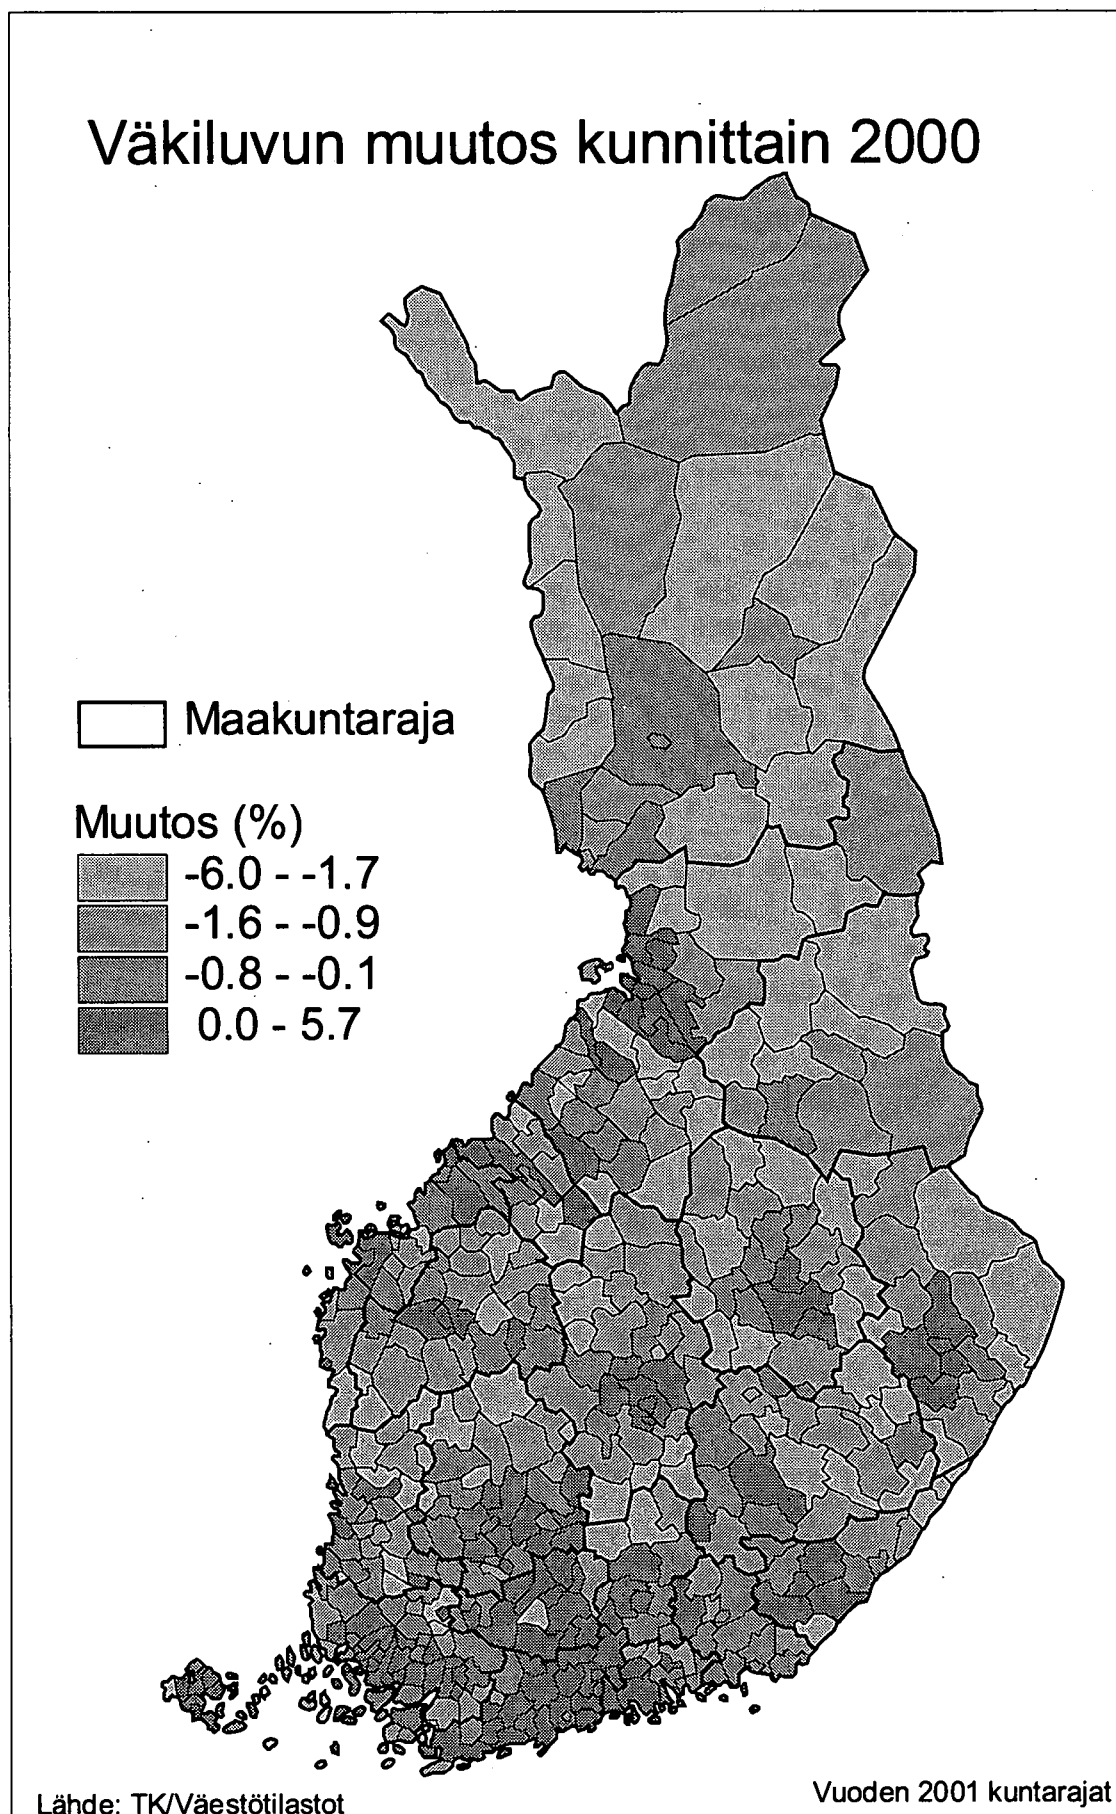 Väkiluvun muutos kunnittain 2000
Maakuntaraja
Muutos (%)
-6.0 - -1.7
-1.6 - -0.9
-0.8 - -0.1
0.0 - 5.7
Lähde: TK/Väestötilastot
Vuoden 2001 kuntarajat